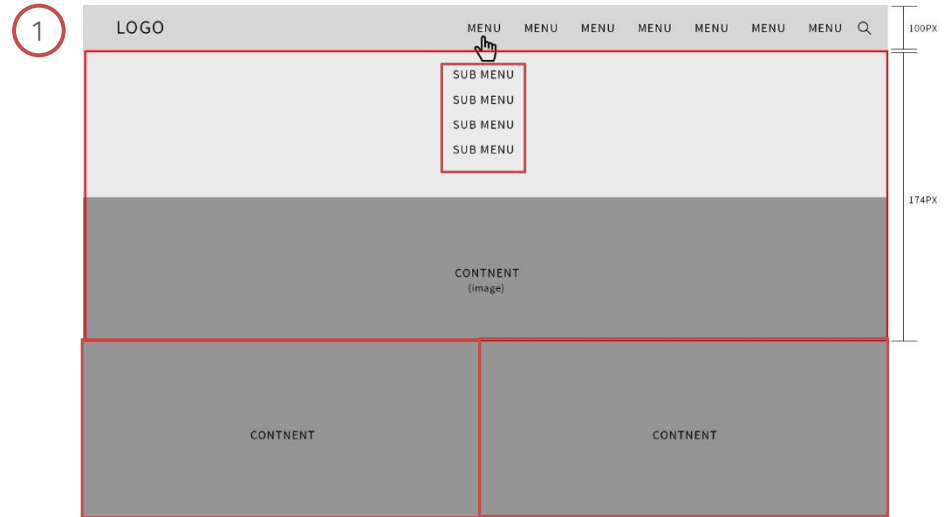 1
LOGO
MENU MENU MENU MENU MENU MENU MENU
100PX
SUB MENU
SUB MENU
SUB MENU
SUB MENU
174PX
CONTNENT
(image)
CONTNENT
CONTNENT